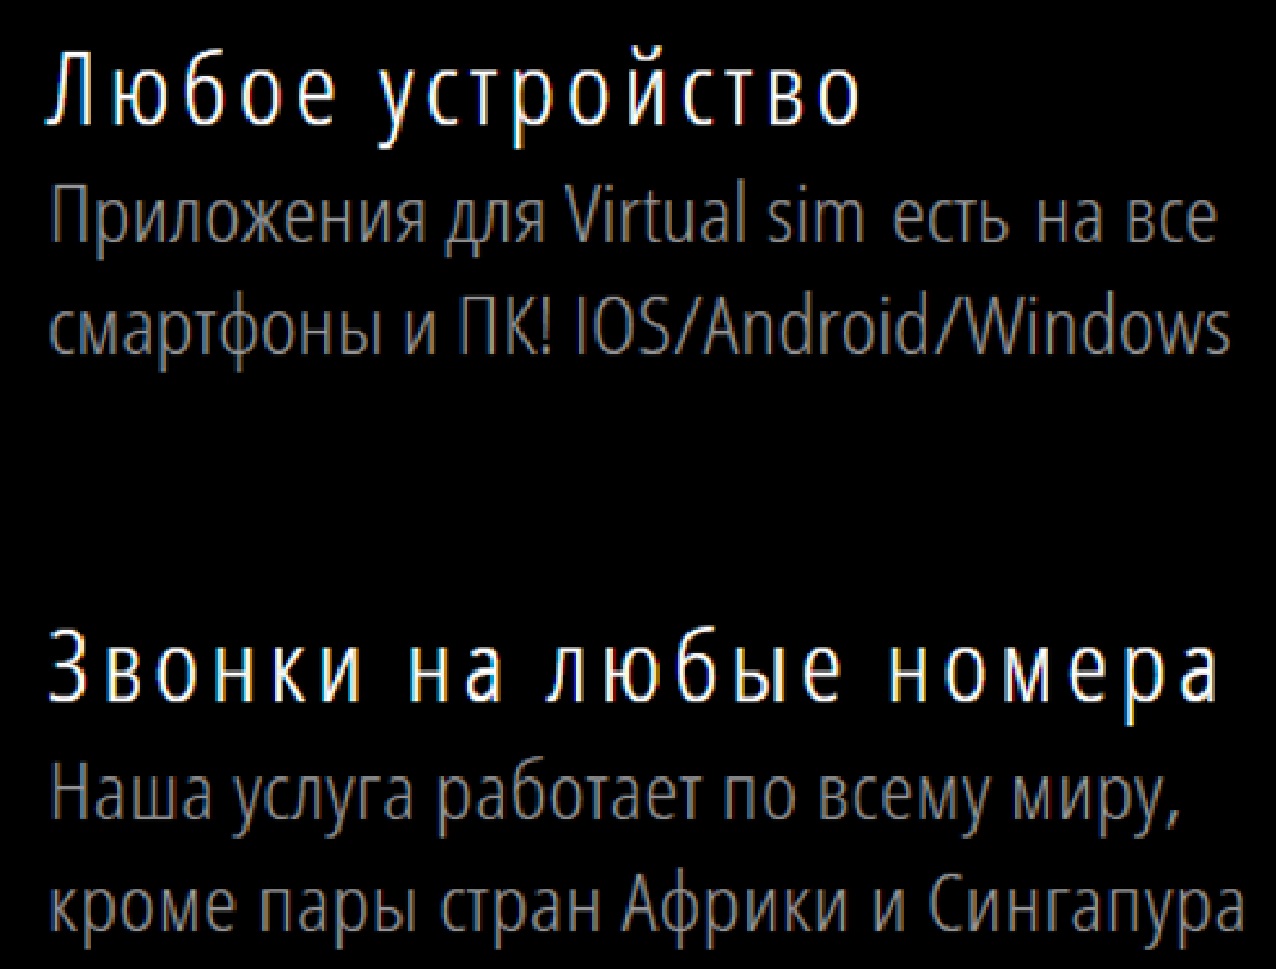 Любое устройство
Приложения для Virtual sim есть на все
смартфоны и ПК! IOS/Android/Windows
Звонки на любые номера
Наша услуга работает по всему миру,
кроме пары стран Африки и Сингапура